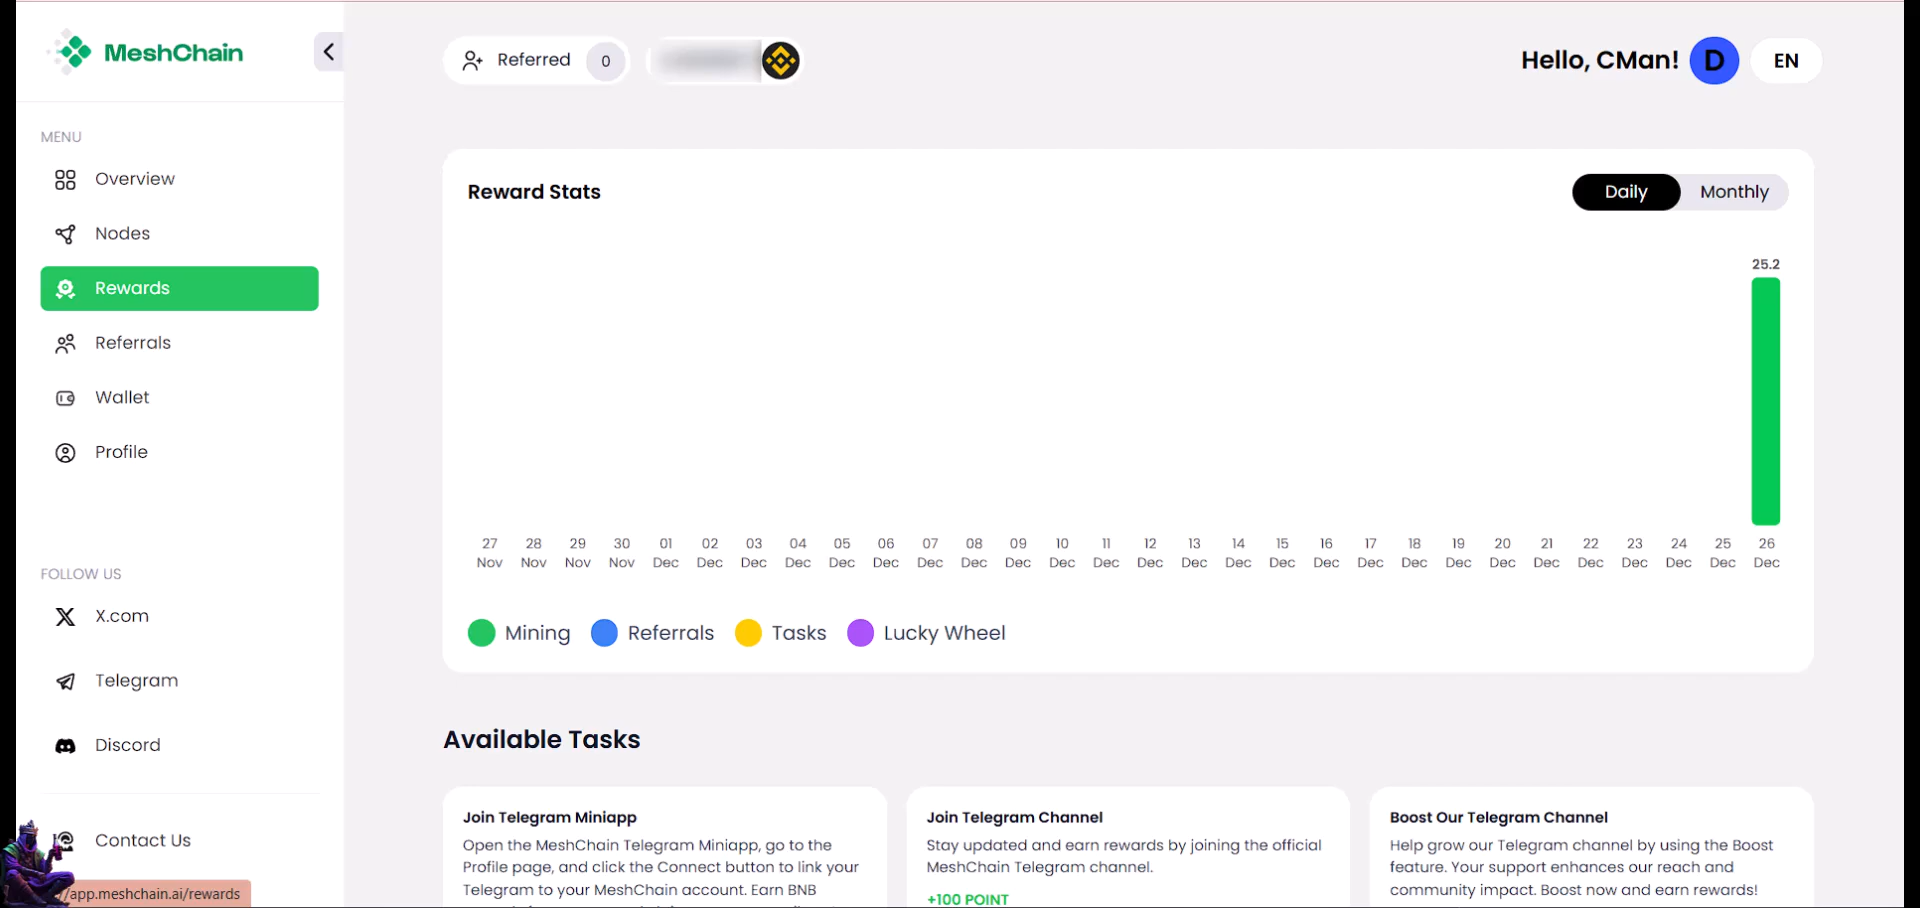 MeshChain
Referred 0
Hello, CMan! D EN
MENU
Overview
Nodes
Rewards
Referrals
Wallet
Profile
FOLLOW US
X.com
Telegram
Discord
Contact Us
/app.meshchain.ai/rewards
Reward Stats
Daily Monthly
25.2
27 28 29 30 01 02 03 04 05 06 07 08 09 10 11 12 13 14 15 16 17 18 19 20 21 22 23 24 25 26
Nov Nov Nov Nov Dec Dec Dec Dec Dec Dec Dec Dec Dec Dec Dec Dec Dec Dec Dec Dec Dec Dec Dec Dec Dec Dec Dec Dec Dec Dec
Mining Referrals Tasks Lucky Wheel
Available Tasks
Join Telegram Miniapp
Open the MeshChain Telegram Miniapp, go to the
Profile page, and click the Connect button to link your
Telegram to your MeshChain account. Earn BNB
Join Telegram Channel
Stay updated and earn rewards by joining the official
MeshChain Telegram channel.
+100 POINT
Boost Our Telegram Channel
Help grow our Telegram channel by using the Boost
feature. Your support enhances our reach and
community impact. Boost now and earn rewards!